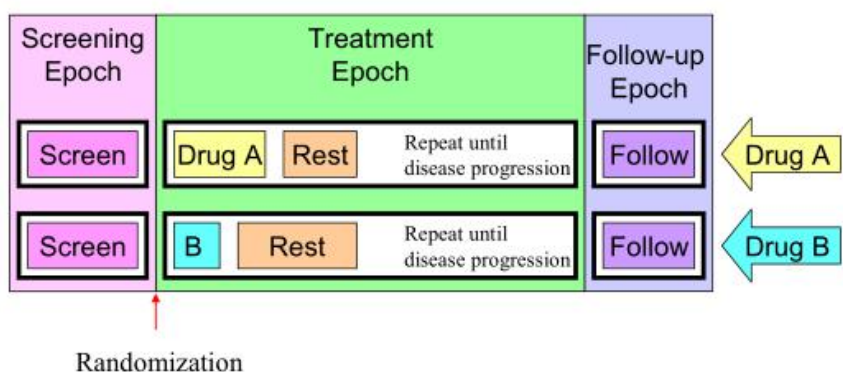 Screening
Epoch
Treatment
Epoch
Follow-up
Epoch
Screen
Drug A
Rest
Repeat until
disease progression
Follow
Drug A
Screen
B
Rest
Repeat until
disease progression
Follow
Drug B
Randomization